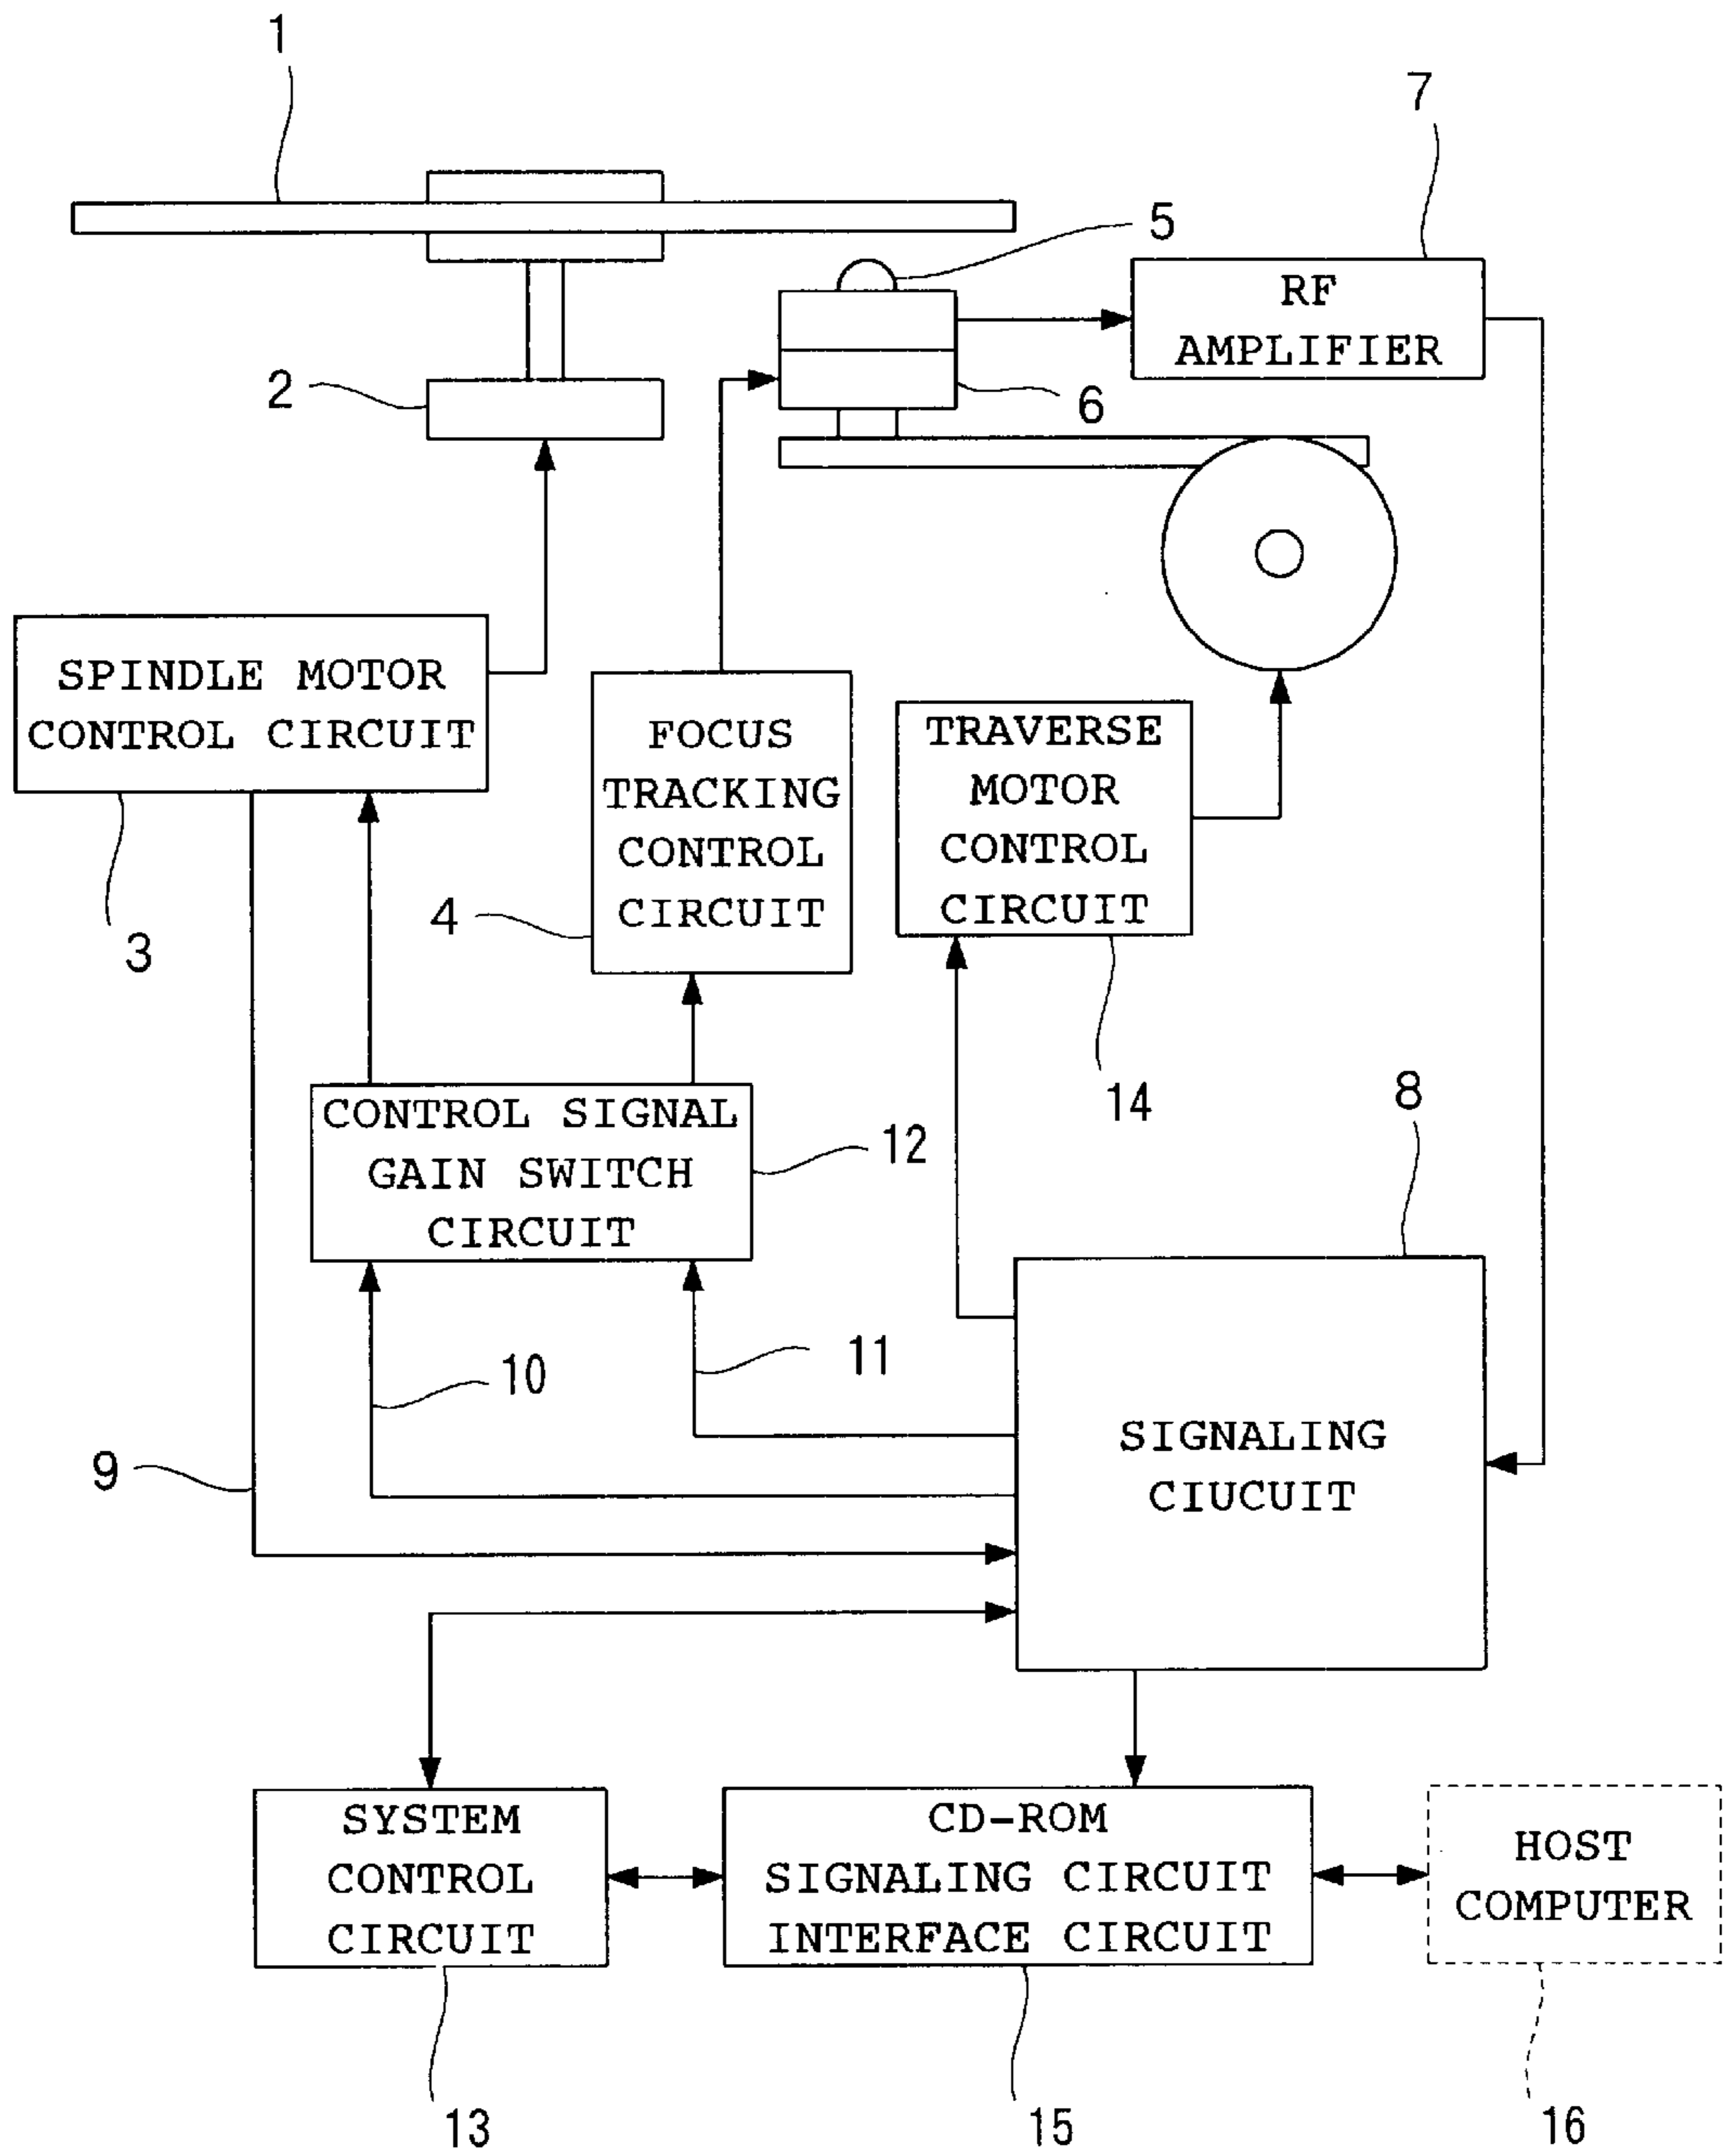 1
7
5
RF
AMPLIFIER
2
6
SPINDLE MOTOR
CONTROL CIRCUIT
3
FOCUS
TRACKING
CONTROL
CIRCUIT
4
TRAVERSE
MOTOR
CONTROL
CIRCUIT
14
CONTROL SIGNAL
GAIN SWITCH
CIRCUIT
12
8
10
11
9
SIGNALING
CIUCUIT
SYSTEM
CONTROL
CIRCUIT
CD-ROM
SIGNALING CIRCUIT
INTERFACE CIRCUIT
HOST
COMPUTER
13
15
16